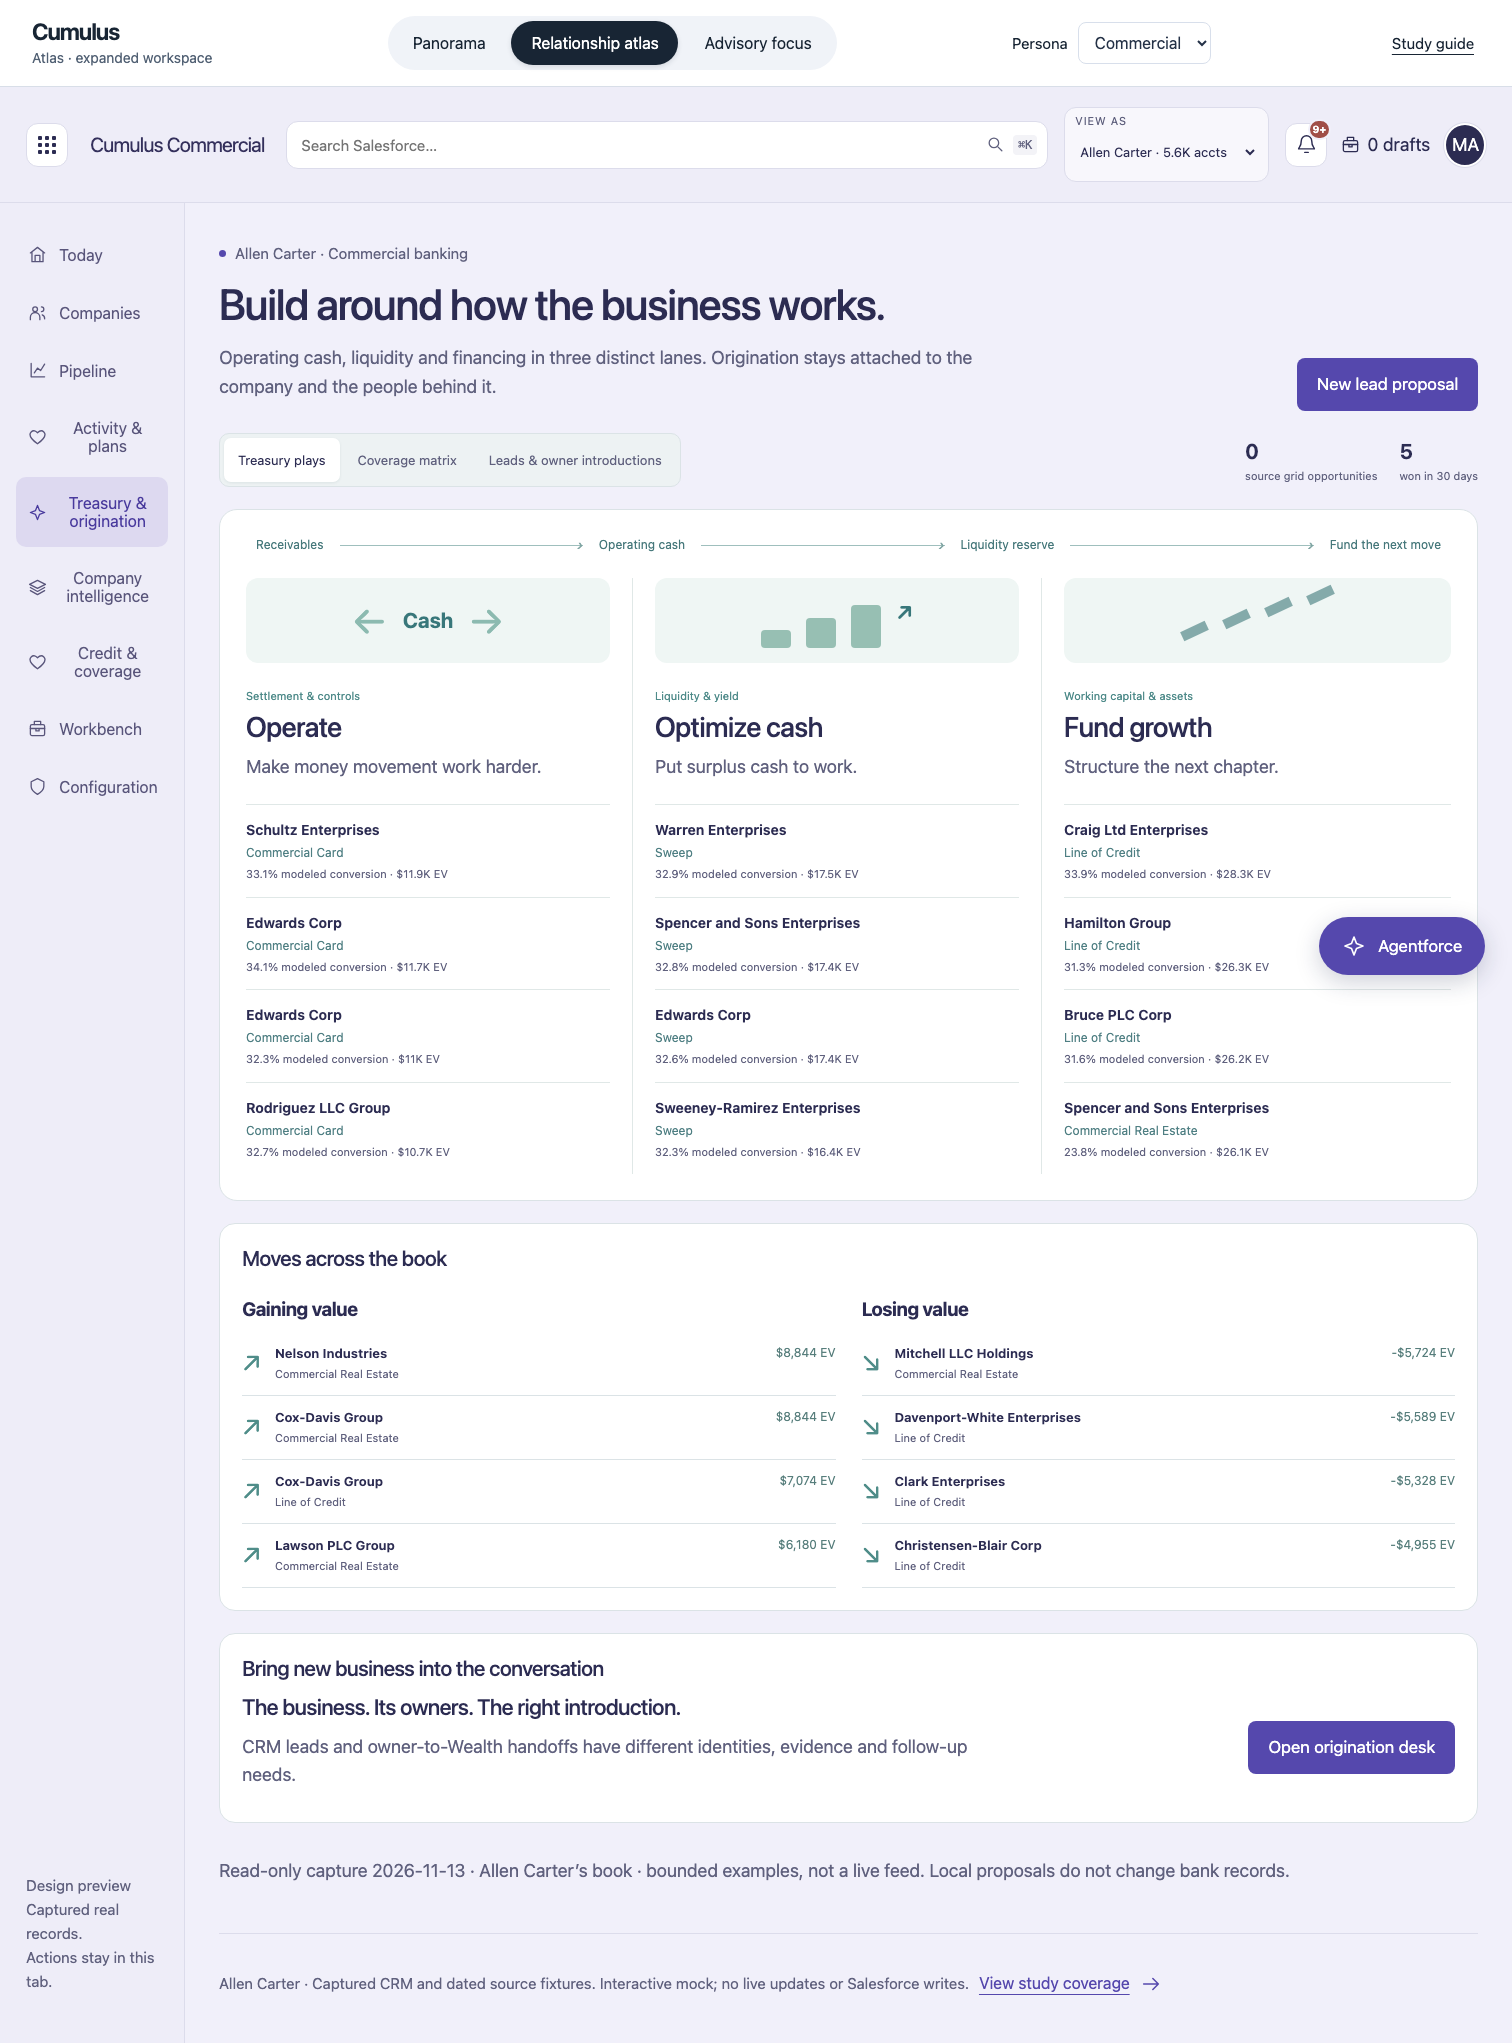 Cumulus
Atlas · expanded workspace
Panorama
Relationship atlas
Advisory focus
Persona
Commercial
Study guide
Cumulus Commercial
Search Salesforce...
⌘K
VIEW AS
Allen Carter · 5.6K accts
9+
0 drafts
MA
Today
Companies
Pipeline
Activity &
plans
Treasury &
origination
Company
intelligence
Credit &
coverage
Workbench
Configuration
Design preview
Captured real
records.
Actions stay in this
tab.
Allen Carter · Commercial banking
Build around how the business works.
Operating cash, liquidity and financing in three distinct lanes. Origination stays attached to the
company and the people behind it.
New lead proposal
Treasury plays
Coverage matrix
Leads & owner introductions
0
source grid opportunities
5
won in 30 days
Receivables
Operating cash
Liquidity reserve
Fund the next move
Cash
Settlement & controls
Operate
Make money movement work harder.
Schultz Enterprises
Commercial Card
33.1% modeled conversion · $11.9K EV
Edwards Corp
Commercial Card
34.1% modeled conversion · $11.7K EV
Edwards Corp
Commercial Card
32.3% modeled conversion · $11K EV
Rodriguez LLC Group
Commercial Card
32.7% modeled conversion · $10.7K EV
Liquidity & yield
Optimize cash
Put surplus cash to work.
Warren Enterprises
Sweep
32.9% modeled conversion · $17.5K EV
Spencer and Sons Enterprises
Sweep
32.8% modeled conversion · $17.4K EV
Edwards Corp
Sweep
32.6% modeled conversion · $17.4K EV
Sweeney-Ramirez Enterprises
Sweep
32.3% modeled conversion · $16.4K EV
Working capital & assets
Fund growth
Structure the next chapter.
Craig Ltd Enterprises
Line of Credit
33.9% modeled conversion · $28.3K EV
Hamilton Group
Line of Credit
31.3% modeled conversion · $26.3K EV
Bruce PLC Corp
Line of Credit
31.6% modeled conversion · $26.2K EV
Spencer and Sons Enterprises
Commercial Real Estate
23.8% modeled conversion · $26.1K EV
Agentforce
Moves across the book
Gaining value
Nelson Industries
$8,844 EV
Commercial Real Estate
Cox-Davis Group
$8,844 EV
Commercial Real Estate
Cox-Davis Group
$7,074 EV
Line of Credit
Lawson PLC Group
$6,180 EV
Commercial Real Estate
Losing value
Mitchell LLC Holdings
-$5,724 EV
Commercial Real Estate
Davenport-White Enterprises
-$5,589 EV
Line of Credit
Clark Enterprises
-$5,328 EV
Line of Credit
Christensen-Blair Corp
-$4,955 EV
Line of Credit
Bring new business into the conversation
The business. Its owners. The right introduction.
CRM leads and owner-to-Wealth handoffs have different identities, evidence and follow-up
needs.
Open origination desk
Read-only capture 2026-11-13 · Allen Carter’s book · bounded examples, not a live feed. Local proposals do not change bank records.
Allen Carter · Captured CRM and dated source fixtures. Interactive mock; no live updates or Salesforce writes.
View study coverage